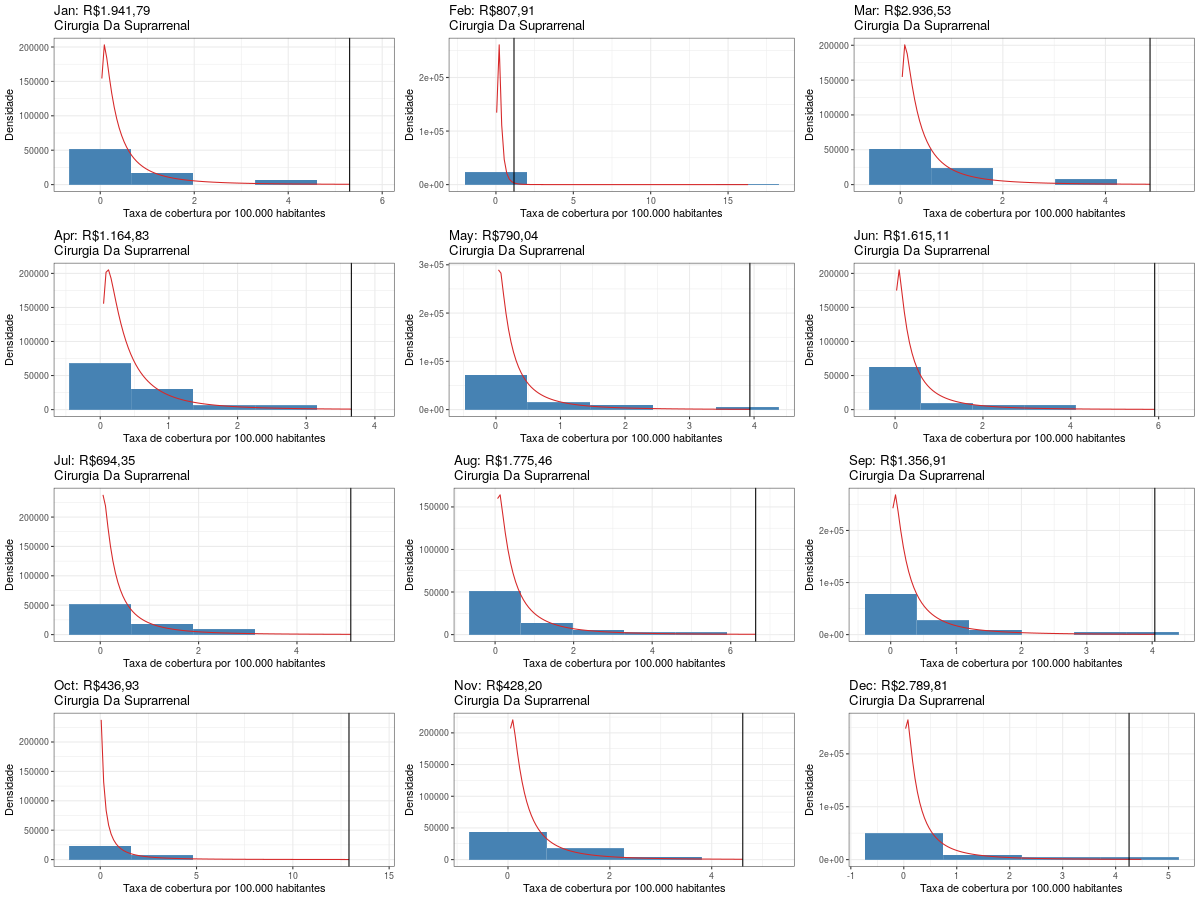 Jan: R$1.941,79
Cirurgia Da Suprarrenal
Densidade
200000
150000
100000
50000
0
0
2
4
6
Taxa de cobertura por 100.000 habitantes
Feb: R$807,91
Cirurgia Da Suprarrenal
Densidade
2e+05
1e+05
0e+00
0
5
10
15
Taxa de cobertura por 100.000 habitantes
Mar: R$2.936,53
Cirurgia Da Suprarrenal
Densidade
200000
150000
100000
50000
0
0
2
4
Taxa de cobertura por 100.000 habitantes
Apr: R$1.164,83
Cirurgia Da Suprarrenal
Densidade
200000
150000
100000
50000
0
0
1
2
3
4
Taxa de cobertura por 100.000 habitantes
May: R$790,04
Cirurgia Da Suprarrenal
Densidade
3e+05
2e+05
1e+05
0e+00
0
1
2
3
4
Taxa de cobertura por 100.000 habitantes
Jun: R$1.615,11
Cirurgia Da Suprarrenal
Densidade
200000
150000
100000
50000
0
0
2
4
6
Taxa de cobertura por 100.000 habitantes
Jul: R$694,35
Cirurgia Da Suprarrenal
Densidade
200000
150000
100000
50000
0
0
2
4
Taxa de cobertura por 100.000 habitantes
Aug: R$1.775,46
Cirurgia Da Suprarrenal
Densidade
150000
100000
50000
0
0
2
4
6
Taxa de cobertura por 100.000 habitantes
Sep: R$1.356,91
Cirurgia Da Suprarrenal
Densidade
2e+05
1e+05
0e+00
0
1
2
3
4
Taxa de cobertura por 100.000 habitantes
Oct: R$436,93
Cirurgia Da Suprarrenal
Densidade
200000
150000
100000
50000
0
0
5
10
15
Taxa de cobertura por 100.000 habitantes
Nov: R$428,20
Cirurgia Da Suprarrenal
Densidade
200000
150000
100000
50000
0
0
2
4
Taxa de cobertura por 100.000 habitantes
Dec: R$2.789,81
Cirurgia Da Suprarrenal
Densidade
2e+05
1e+05
0e+00
-1
0
1
2
3
4
5
Taxa de cobertura por 100.000 habitantes